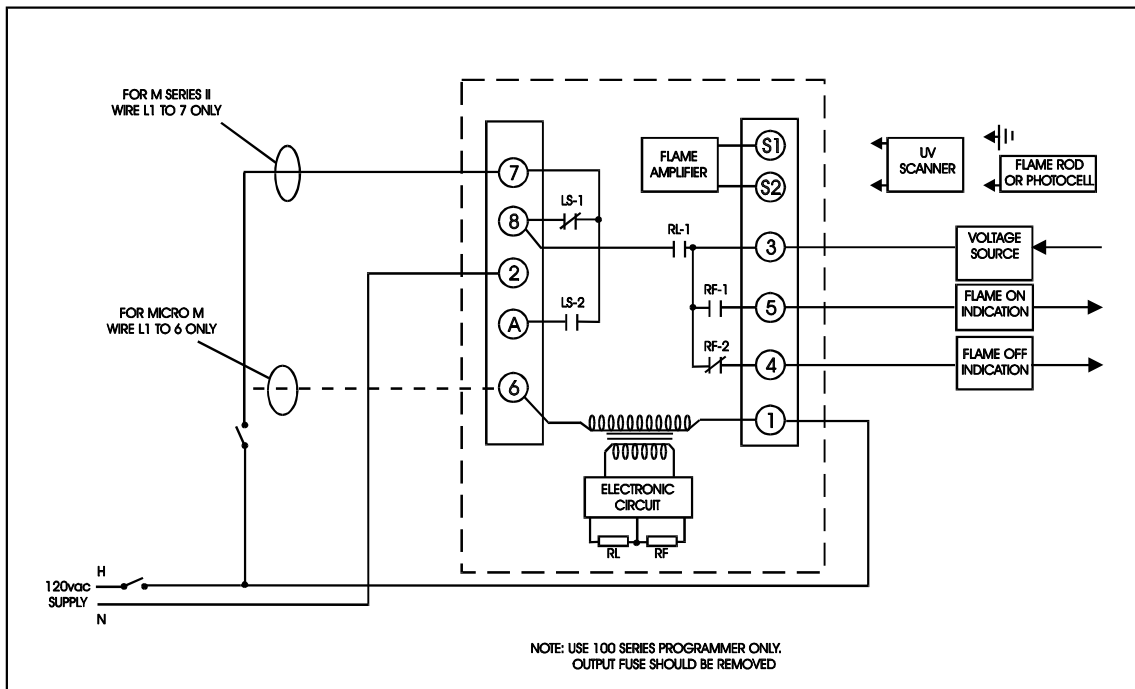 FOR M SERIES II
WIRE L1 TO 7 ONLY
FOR MICRO M
WIRE L1 TO 6 ONLY
7
8
2
A
6
LS-1
LS-2
FLAME
AMPLIFIER
S1
S2
RL-1
3
RF-1
5
RF-2
4
1
UV
SCANNER
FLAME ROD
OR PHOTOCELL
VOLTAGE
SOURCE
FLAME ON
INDICATION
FLAME OFF
INDICATION
ELECTRONIC
CIRCUIT
RL
RF
H
120vac
SUPPLY
N
NOTE: USE 100 SERIES PROGRAMMER ONLY.
OUTPUT FUSE SHOULD BE REMOVED